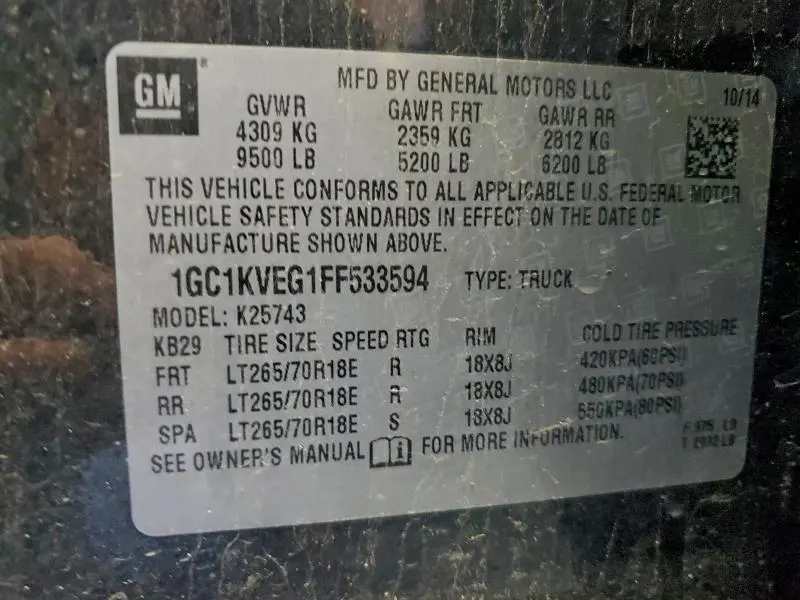 GM ®
MFD BY GENERAL MOTORS LLC
10/14
GVWR GAWR FRT GAWR RR
4309 KG 2359 KG 2812 KG
9500 LB 5200 LB 6200 LB
THIS VEHICLE CONFORMS TO ALL APPLICABLE U.S. FEDERAL MOTOR
VEHICLE SAFETY STANDARDS IN EFFECT ON THE DATE OF
MANUFACTURE SHOWN ABOVE.
1GC1KVEG1FF533594 TYPE: TRUCK
MODEL: K25743
KB29 TIRE SIZE SPEED RTG RIM COLD TIRE PRESSURE
FRT LT265/70R18E R 18X8J 420KPA(60PSI)
RR LT265/70R18E R 18X8J 480KPA(70PSI)
SPA LT265/70R18E S 18X8J 550KPA(80PSI)
SEE OWNER'S MANUAL FOR MORE INFORMATION.
LB
LB